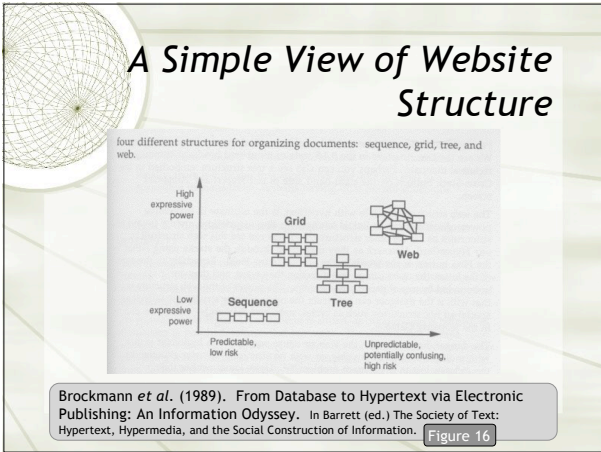 A Simple View of Website
Structure
four different structures for organizing documents: sequence, grid, tree, and
web.
High
expressive
power
Grid
Web
Low
expressive
power
Sequence
Tree
Predictable,
low risk
Unpredictable,
potentially confusing,
high risk
Brockmann et al. (1989). From Database to Hypertext via Electronic
Publishing: An Information Odyssey. In Barrett (ed.) The Society of Text:
Hypertext, Hypermedia, and the Social Construction of Information.
Figure 16